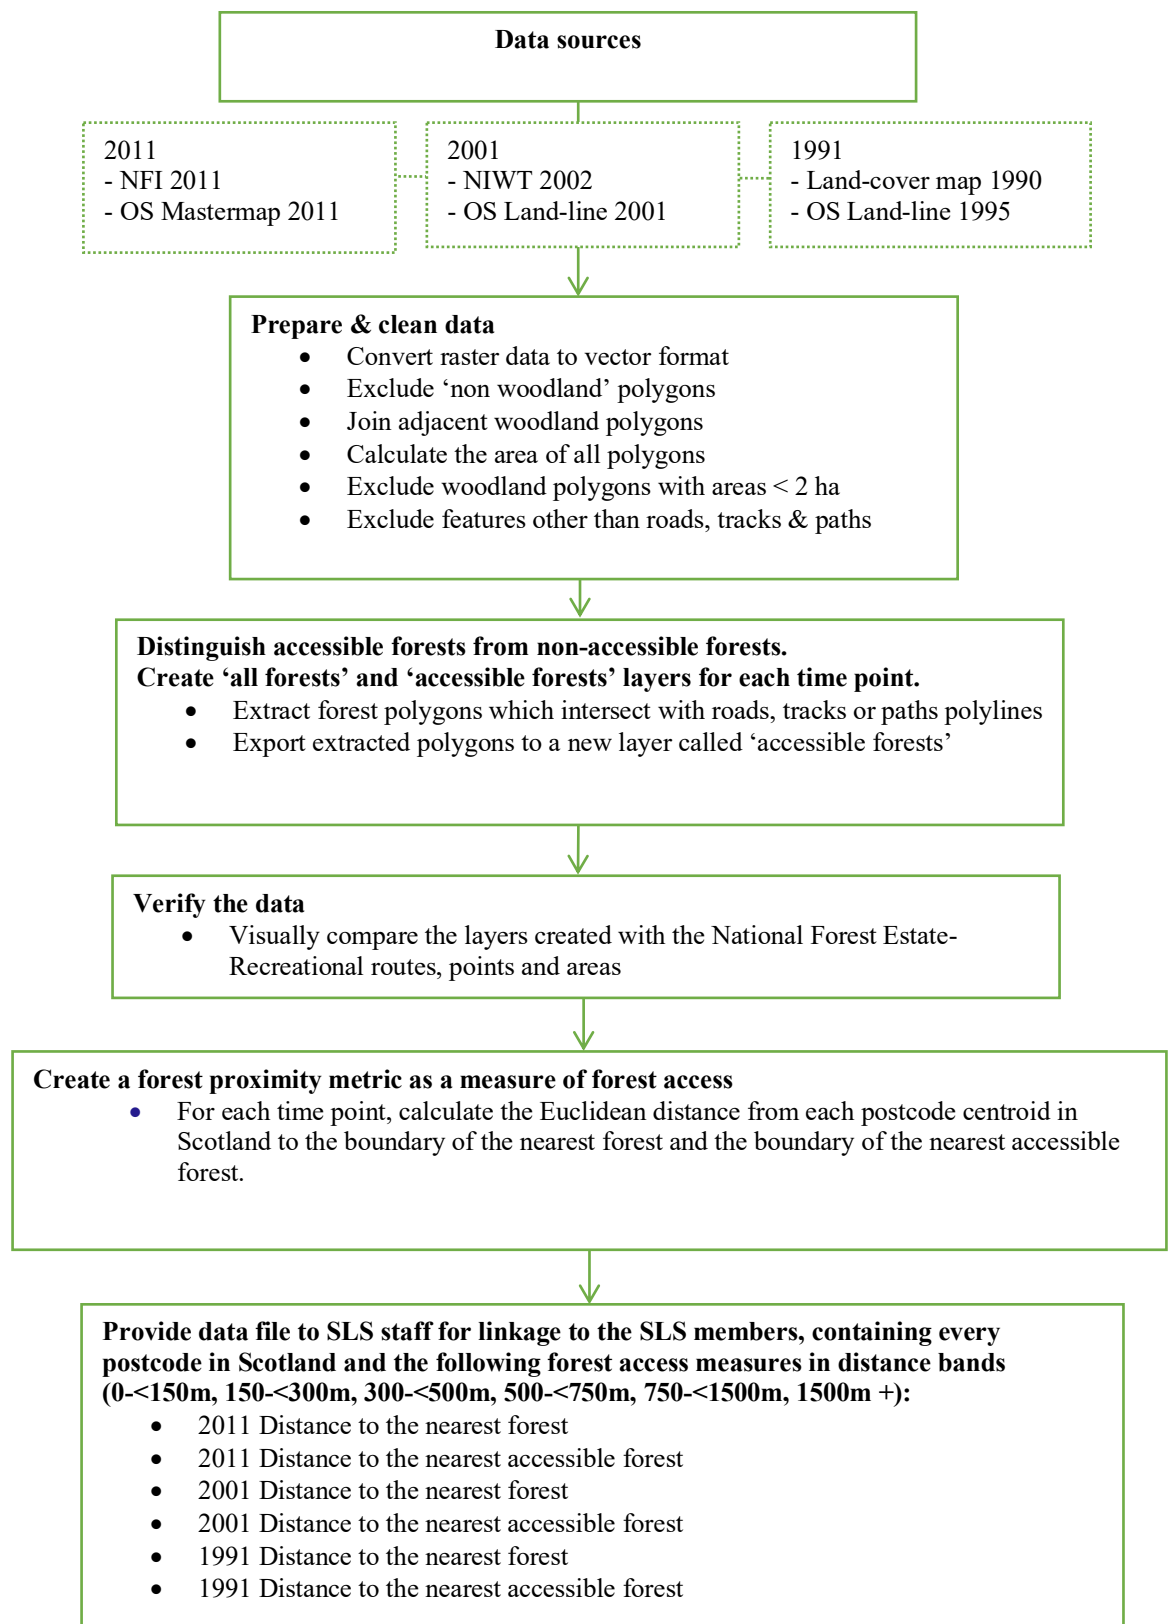 Data sources
2011
- NFI 2011
- OS Mastermap 2011
2001
- NIWT 2002
- OS Land-line 2001
1991
- Land-cover map 1990
- OS Land-line 1995
Prepare & clean data
• Convert raster data to vector format
• Exclude ‘non woodland’ polygons
• Join adjacent woodland polygons
• Calculate the area of all polygons
• Exclude woodland polygons with areas < 2 ha
• Exclude features other than roads, tracks & paths
Distinguish accessible forests from non-accessible forests.
Create ‘all forests’ and ‘accessible forests’ layers for each time point.
• Extract forest polygons which intersect with roads, tracks or paths polylines
• Export extracted polygons to a new layer called ‘accessible forests’
Verify the data
• Visually compare the layers created with the National Forest Estate-
Recreational routes, points and areas
Create a forest proximity metric as a measure of forest access
• For each time point, calculate the Euclidean distance from each postcode centroid in
Scotland to the boundary of the nearest forest and the boundary of the nearest accessible
forest.
Provide data file to SLS staff for linkage to the SLS members, containing every
postcode in Scotland and the following forest access measures in distance bands
(0-<150m, 150-<300m, 300-<500m, 500-<750m, 750-<1500m, 1500m +):
• 2011 Distance to the nearest forest
• 2011 Distance to the nearest accessible forest
• 2001 Distance to the nearest forest
• 2001 Distance to the nearest accessible forest
• 1991 Distance to the nearest forest
• 1991 Distance to the nearest accessible forest